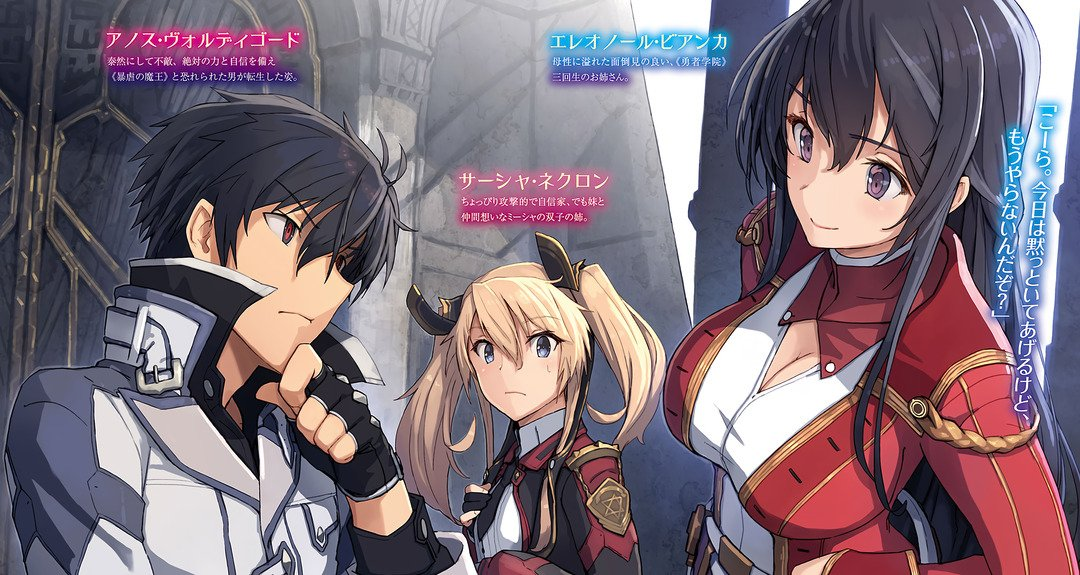 アノス・ヴォルディゴード
泰然にして不敵、絶対の力と自信を備え
《暴虐の魔王》と恐れられた男が転生した姿。
サーシャ・ネクロン
ちょっぴり攻撃的で自信家、でも妹と
仲間想いなミーシャの双子の姉。
エレオノール・ビアンカ
母性に溢れた面倒見の良い、《勇者学院》
三回生のお姉さん。
「こーら。今日は黙っといてあげるけど、
もうやらないんだぞ？」